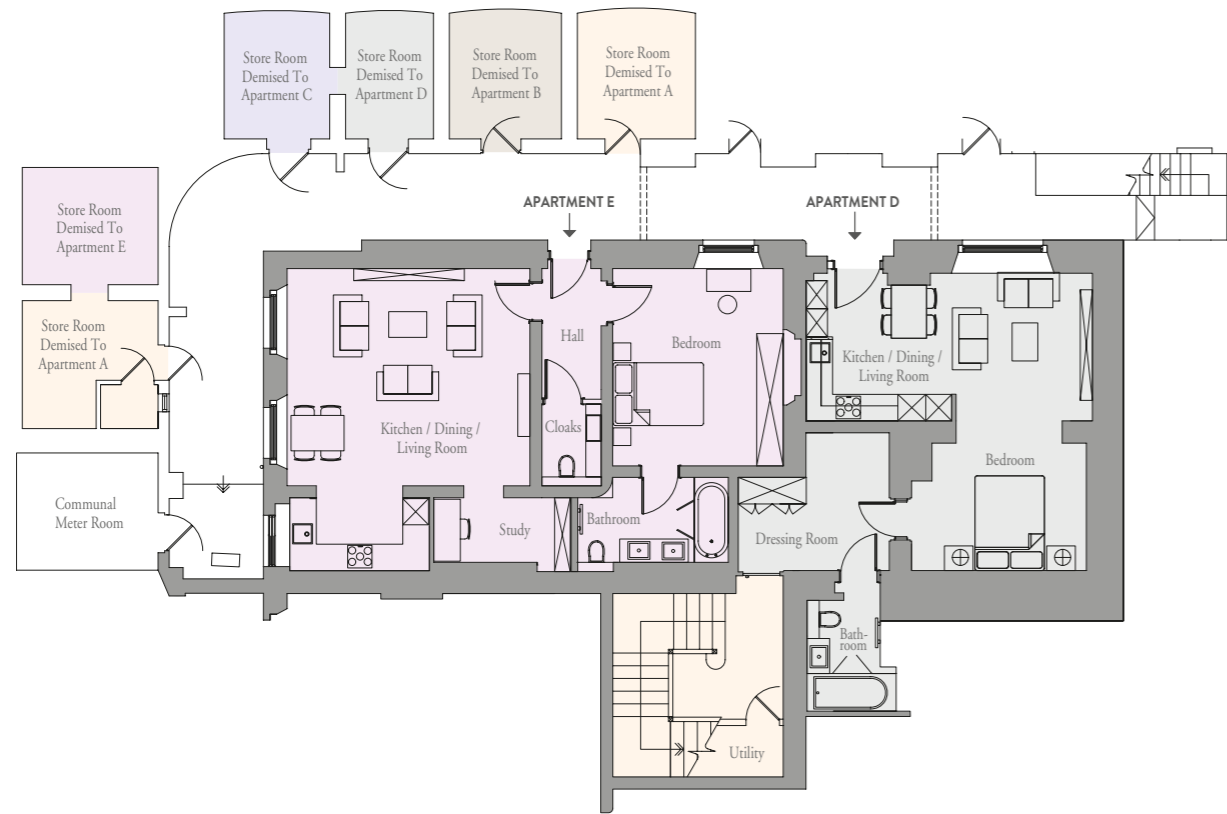 Store Room
Demised To
Apartment C
Store Room
Demised To
Apartment D
Store Room
Demised To
Apartment B
Store Room
Demised To
Apartment A
Store Room
Demised To
Apartment E
APARTMENT E
APARTMENT D
Store Room
Demised To
Apartment A
Hall
Bedroom
Kitchen / Dining /
Living Room
Cloaks
Kitchen / Dining /
Living Room
Bedroom
Communal
Meter Room
Study
Bathroom
Dressing Room
Bath-
room
Utility